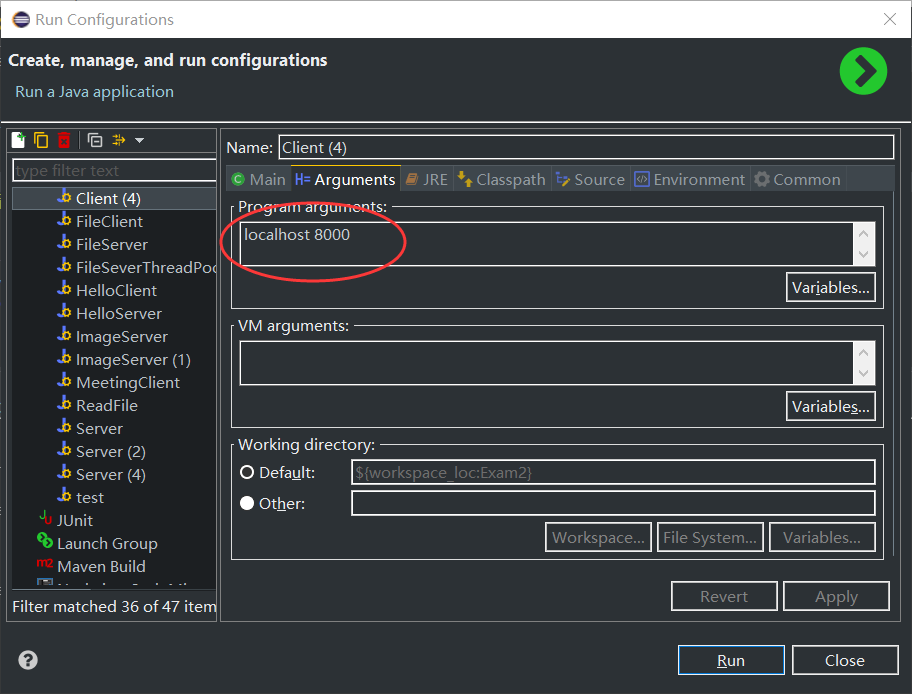 Run Configurations
Create, manage, and run configurations
Run a Java application
type filter text
Client (4)
FileClient
FileServer
FileSeverThreadPoo
HelloClient
HelloServer
ImageServer
ImageServer (1)
MeetingClient
ReadFile
Server
Server (2)
Server (4)
test
JUnit
Launch Group
Maven Build
Filter matched 36 of 47 item
Name: Client (4)
Main Arguments JRE Classpath Source Environment Common
Program arguments:
localhost 8000
Variables...
VM arguments:
Variables...
Working directory:
Default: ${workspace_loc:Exam2}
Other:
Workspace... File System... Variables...
Revert Apply
Run Close